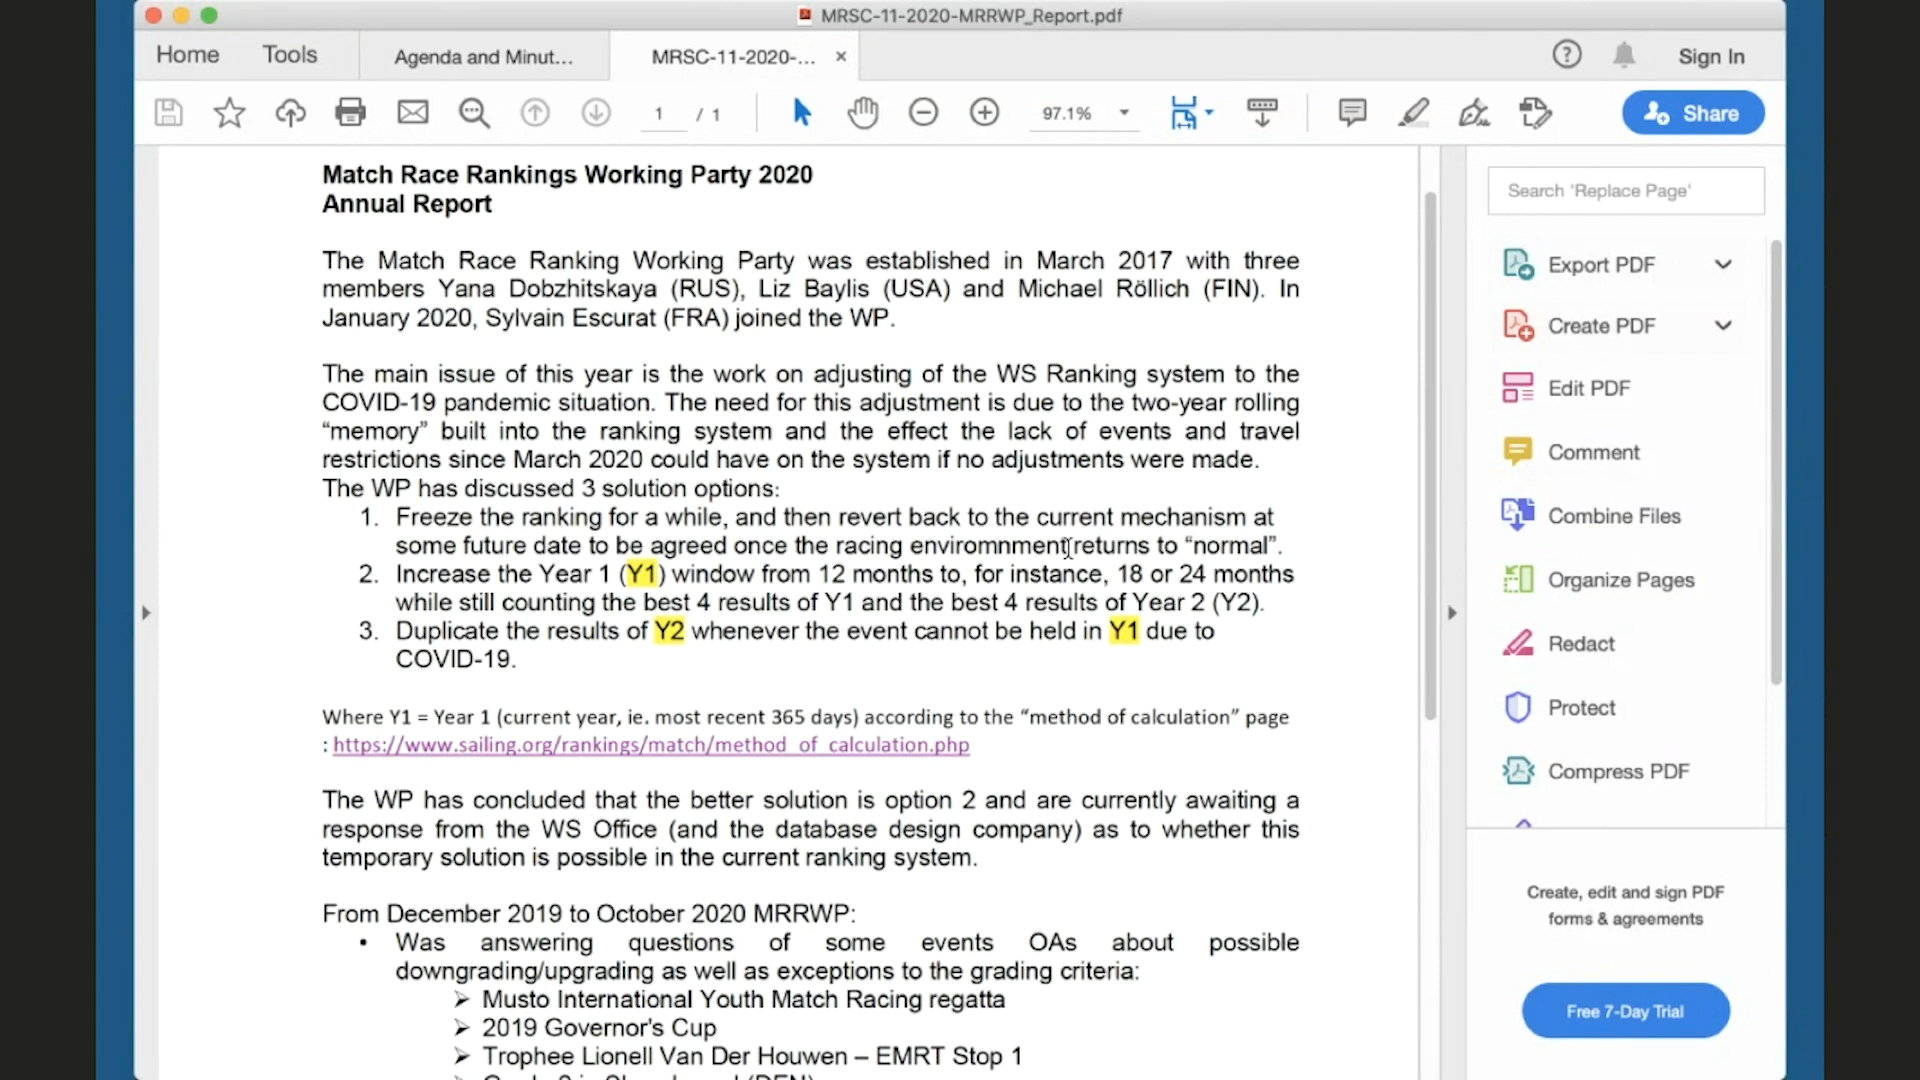 MRSC-11-2020-MRRWP_Report.pdf
Home Tools Agenda and Minut... MRSC-11-2020-... × ? Sign In
1 / 1 97.1% Share
Match Race Rankings Working Party 2020
Annual Report
The Match Race Ranking Working Party was established in March 2017 with three
members Yana Dobzhitskaya (RUS), Liz Baylis (USA) and Michael Röllich (FIN). In
January 2020, Sylvain Escurat (FRA) joined the WP.
The main issue of this year is the work on adjusting of the WS Ranking system to the
COVID-19 pandemic situation. The need for this adjustment is due to the two-year rolling
“memory” built into the ranking system and the effect the lack of events and travel
restrictions since March 2020 could have on the system if no adjustments were made.
The WP has discussed 3 solution options:
1. Freeze the ranking for a while, and then revert back to the current mechanism at
some future date to be agreed once the racing enviromnment returns to “normal”.
2. Increase the Year 1 (Y1) window from 12 months to, for instance, 18 or 24 months
while still counting the best 4 results of Y1 and the best 4 results of Year 2 (Y2).
3. Duplicate the results of Y2 whenever the event cannot be held in Y1 due to
COVID-19.
Where Y1 = Year 1 (current year, ie. most recent 365 days) according to the “method of calculation” page
: https://www.sailing.org/rankings/match/method_of_calculation.php
The WP has concluded that the better solution is option 2 and are currently awaiting a
response from the WS Office (and the database design company) as to whether this
temporary solution is possible in the current ranking system.
From December 2019 to October 2020 MRRWP:
• Was answering questions of some events OAs about possible
downgrading/upgrading as well as exceptions to the grading criteria:
➢ Musto International Youth Match Racing regatta
➢ 2019 Governor's Cup
➢ Trophee Lionell Van Der Houwen – EMRT Stop 1
Search 'Replace Page'
Export PDF
Create PDF
Edit PDF
Comment
Combine Files
Organize Pages
Redact
Protect
Compress PDF
Create, edit and sign PDF
forms & agreements
Free 7-Day Trial